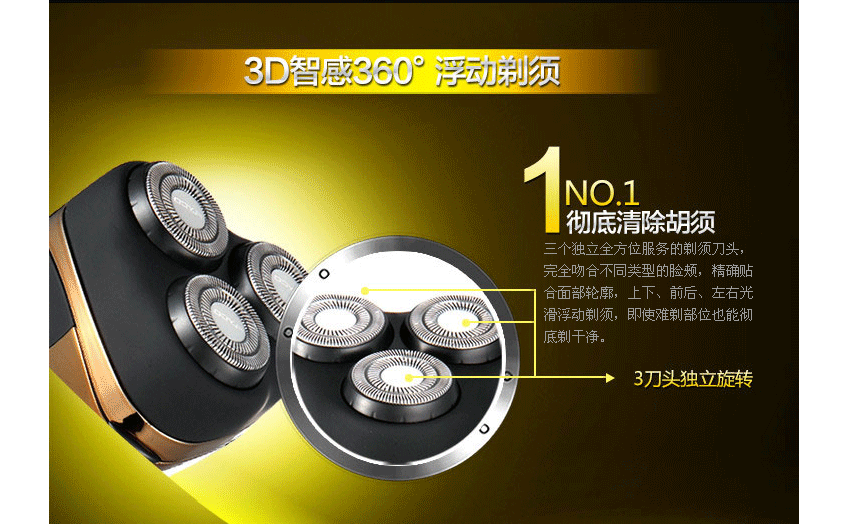 3D智感360° 浮动剃须
1 NO.1
彻底清除胡须
三个独立全方位服务的剃须刀头，
完全吻合不同类型的脸颊，精确贴
合面部轮廓，上下、前后、左右光
滑浮动剃须，即使难剃部位也能彻
底剃干净。
3刀头独立旋转